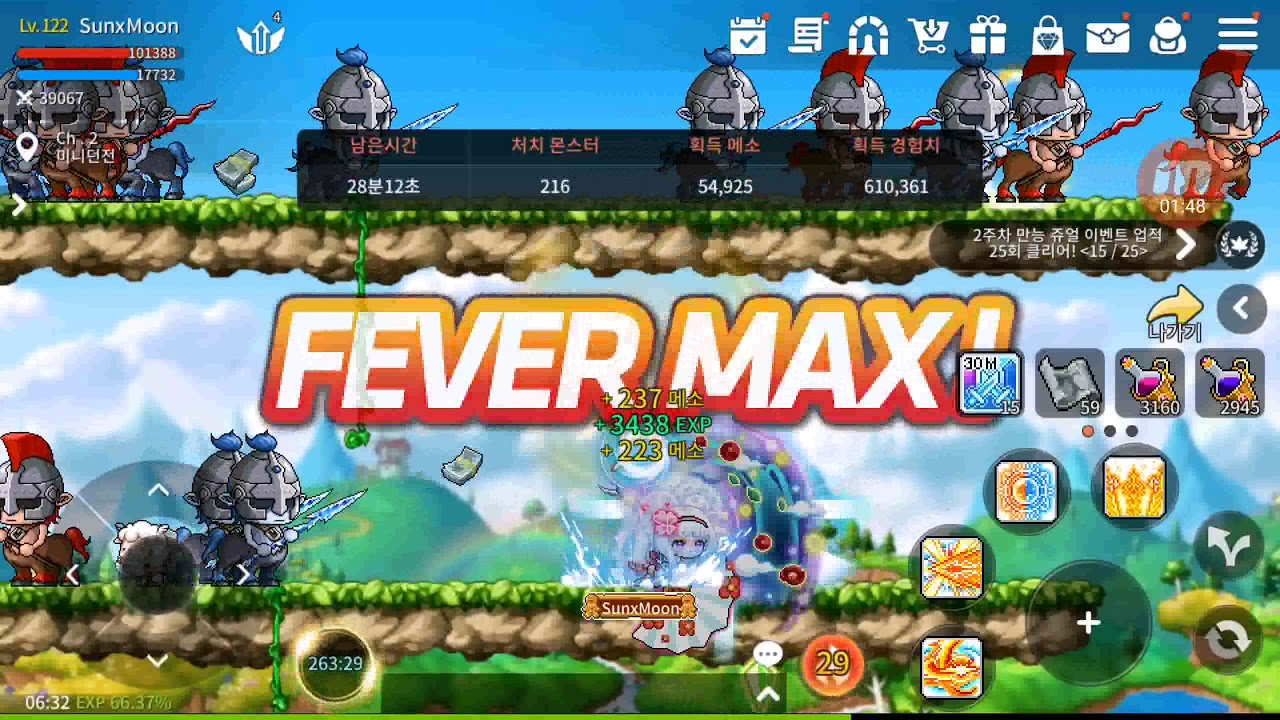 Lv.122 SunxMoon
4
101388
17732
39067
Ch . 2
미니던전
남은시간 처치 몬스터 획득 메소 획득 경험치
28분12초 216 54,925 610,361
01:48
2주차 만능 쥬얼 이벤트 업적
25회 클리어! <15 / 25>
나가기
FEVER MAX!
30 M
15
59
3160
2945
+ 237 메소
+ 3438 EXP
+ 223 메소
SunxMoon
263:29
29
06:32 EXP 66.37%